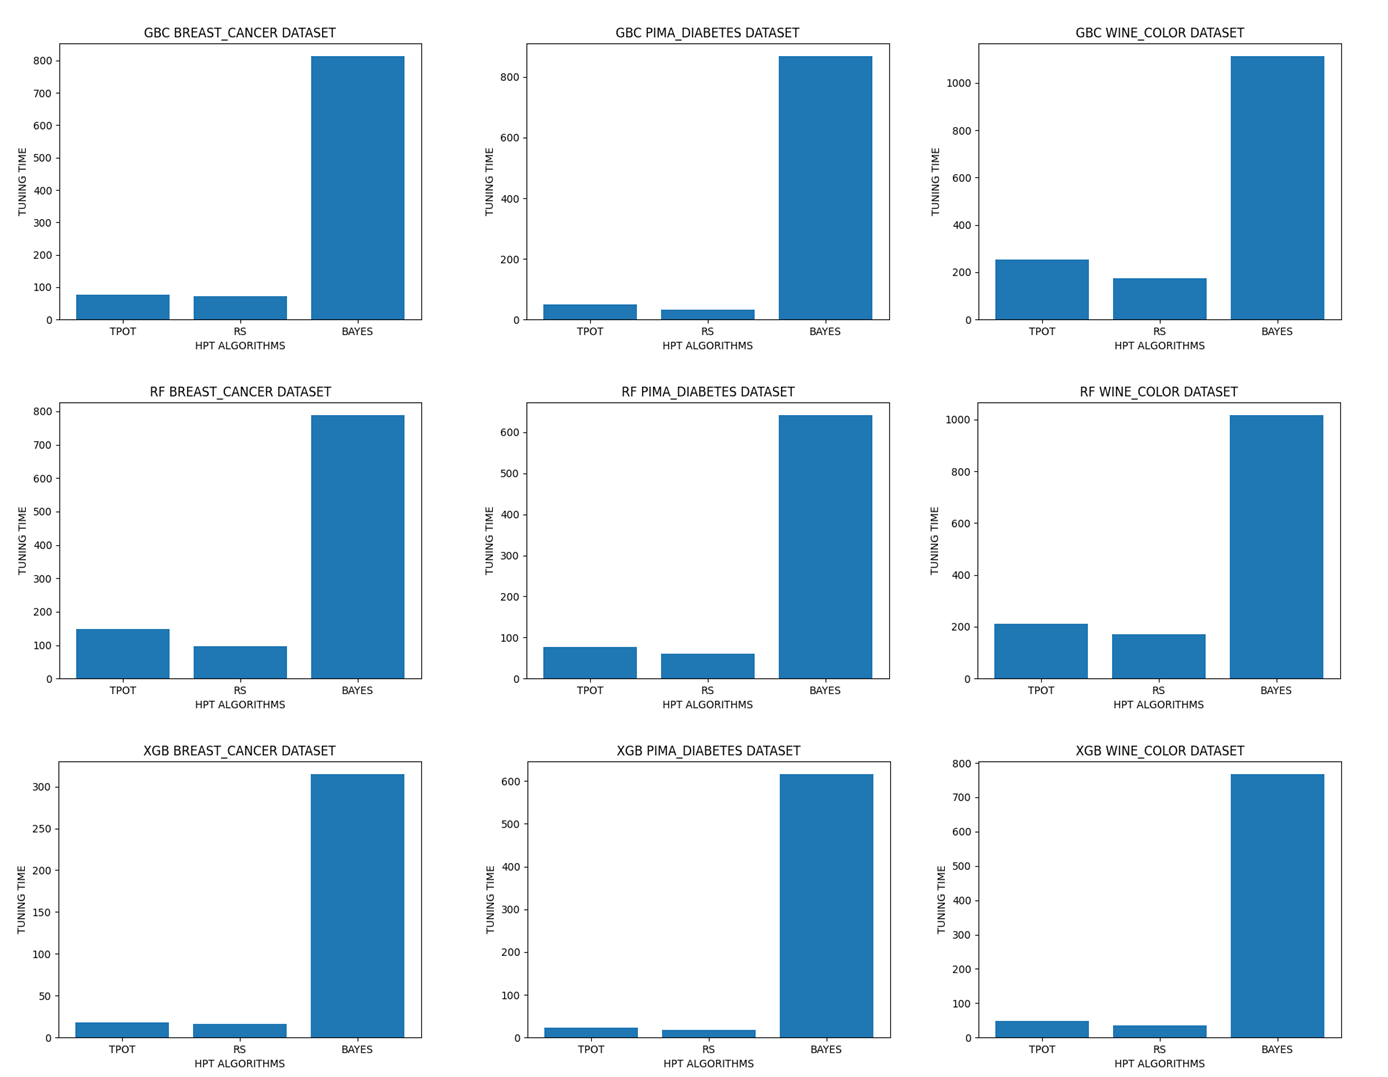 GBC BREAST_CANCER DATASET
800
700
600
500
400
300
200
100
0
TUNING TIME
TPOT RS BAYES
HPT ALGORITHMS
GBC PIMA_DIABETES DATASET
800
600
400
200
0
TUNING TIME
TPOT RS BAYES
HPT ALGORITHMS
GBC WINE_COLOR DATASET
1000
800
600
400
200
0
TUNING TIME
TPOT RS BAYES
HPT ALGORITHMS
RF BREAST_CANCER DATASET
800
700
600
500
400
300
200
100
0
TUNING TIME
TPOT RS BAYES
HPT ALGORITHMS
RF PIMA_DIABETES DATASET
600
500
400
300
200
100
0
TUNING TIME
TPOT RS BAYES
HPT ALGORITHMS
RF WINE_COLOR DATASET
1000
800
600
400
200
0
TUNING TIME
TPOT RS BAYES
HPT ALGORITHMS
XGB BREAST_CANCER DATASET
300
250
200
150
100
50
0
TUNING TIME
TPOT RS BAYES
HPT ALGORITHMS
XGB PIMA_DIABETES DATASET
600
500
400
300
200
100
0
TUNING TIME
TPOT RS BAYES
HPT ALGORITHMS
XGB WINE_COLOR DATASET
800
700
600
500
400
300
200
100
0
TUNING TIME
TPOT RS BAYES
HPT ALGORITHMS